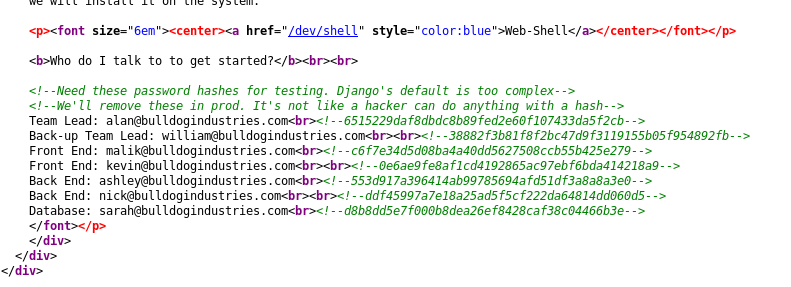 we will install it on the system.
<p><font size="6em"><center><a href="/dev/shell" style="color:blue">Web-Shell</a></center></font></p>
<b>Who do I talk to to get started?</b><br><br>
<!--Need these password hashes for testing. Django's default is too complex-->
<!--We'll remove these in prod. It's not like a hacker can do anything with a hash-->
Team Lead: alan@bulldogindustries.com<br><!--6515229daf8dbdc8b89fed2e60f107433da5f2cb-->
Back-up Team Lead: william@bulldogindustries.com<br><br><!--38882f3b81f8f2bc47d9f3119155b05f954892fb-->
Front End: malik@bulldogindustries.com<br><!--c6f7e34d5d08ba4a40dd5627508ccb55b425e279-->
Front End: kevin@bulldogindustries.com<br><br><!--0e6ae9fe8af1cd4192865ac97ebf6bda414218a9-->
Back End: ashley@bulldogindustries.com<br><!--553d917a396414ab99785694afd51df3a8a8a3e0-->
Back End: nick@bulldogindustries.com<br><br><!--ddf45997a7e18a25ad5f5cf222da64814dd060d5-->
Database: sarah@bulldogindustries.com<br><!--d8b8dd5e7f000b8dea26ef8428caf38c04466b3e-->
</font></p>
</div>
</div>
</div>